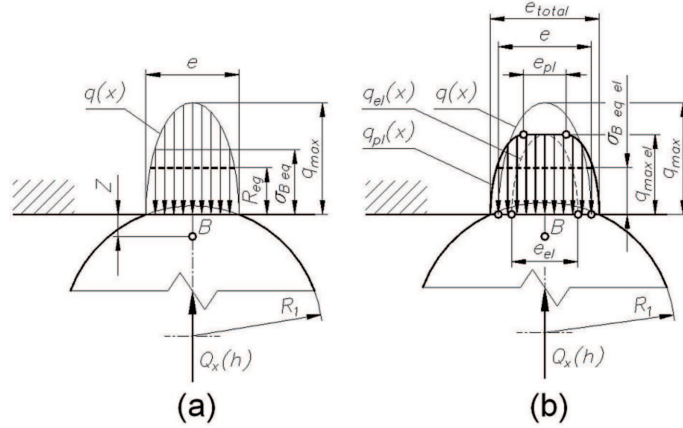 e
q(x)
Z
R_eq
σ_B eq
q_max
B
R_1
Q_x(h)
(a)
e_total
e
e_pl
q_el(x)
q(x)
q_pl(x)
σ_B eq el
q_max el
q_max
B
e_el
R_1
Q_x(h)
(b)